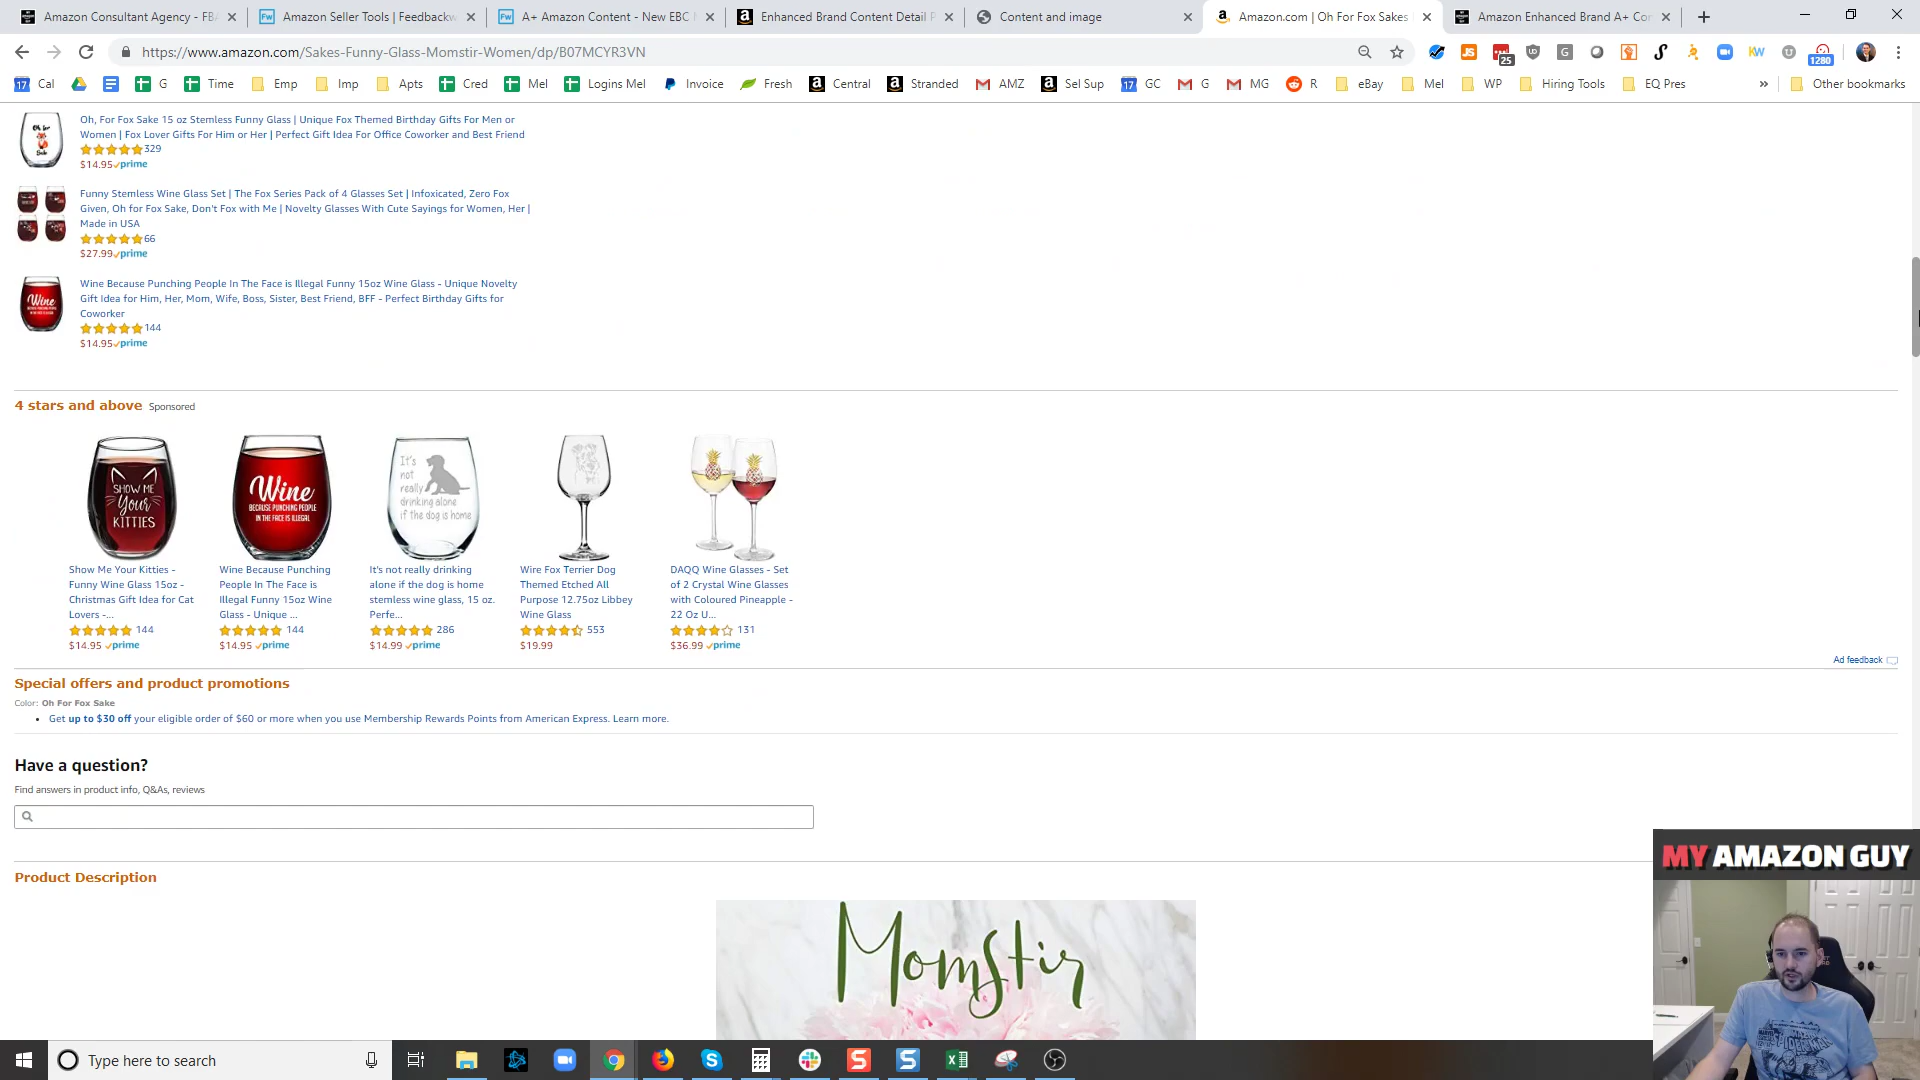 Amazon Consultant Agency - FBA
Amazon Seller Tools | Feedbackw
A+ Amazon Content - New EBC M
Enhanced Brand Content Detail P
Content and image
Amazon.com | Oh For Fox Sakes
Amazon Enhanced Brand A+ Con
https://www.amazon.com/Sakes-Funny-Glass-Momstir-Women/dp/B07MCYR3VN
25
1280
17 Cal
G
Time
Emp
Imp
Apts
Cred
Mel
Logins Mel
Invoice
Fresh
Central
Stranded
AMZ
Sel Sup
17 GC
G
MG
R
eBay
Mel
WP
Hiring Tools
EQ Pres
»
Other bookmarks
Oh, For Fox Sake 15 oz Stemless Funny Glass | Unique Fox Themed Birthday Gifts For Men or
Women | Fox Lover Gifts For Him or Her | Perfect Gift Idea For Office Coworker and Best Friend
329
$14.95 prime
Funny Stemless Wine Glass Set | The Fox Series Pack of 4 Glasses Set | Infoxicated, Zero Fox
Given, Oh for Fox Sake, Don't Fox with Me | Novelty Glasses With Cute Sayings for Women, Her |
Made in USA
66
$27.99 prime
Wine Because Punching People In The Face is Illegal Funny 15oz Wine Glass - Unique Novelty
Gift Idea for Him, Her, Mom, Wife, Boss, Sister, Best Friend, BFF - Perfect Birthday Gifts for
Coworker
144
$14.95 prime
4 stars and above Sponsored
SHOW ME
Your
KITTIES
Wine
BECAUSE PUNCHING PEOPLE
IN THE FACE IS ILLEGAL
It's
not
really
drinking
alone
if the dog is home
Show Me Your Kitties -
Funny Wine Glass 15oz -
Christmas Gift Idea for Cat
Lovers -...
144
$14.95 prime
Wine Because Punching
People In The Face is
Illegal Funny 15oz Wine
Glass - Unique ...
144
$14.95 prime
It's not really drinking
alone if the dog is home
stemless wine glass, 15 oz.
Perfe...
286
$14.99 prime
Wire Fox Terrier Dog
Themed Etched All
Purpose 12.75oz Libbey
Wine Glass
553
$19.99
DAQQ Wine Glasses - Set
of 2 Crystal Wine Glasses
with Coloured Pineapple -
22 Oz U...
131
$36.99 prime
Ad feedback
Special offers and product promotions
Color: Oh For Fox Sake
Get up to $30 off your eligible order of $60 or more when you use Membership Rewards Points from American Express. Learn more.
Have a question?
Find answers in product info, Q&As, reviews
Product Description
Momstir
MY AMAZON GUY
Type here to search